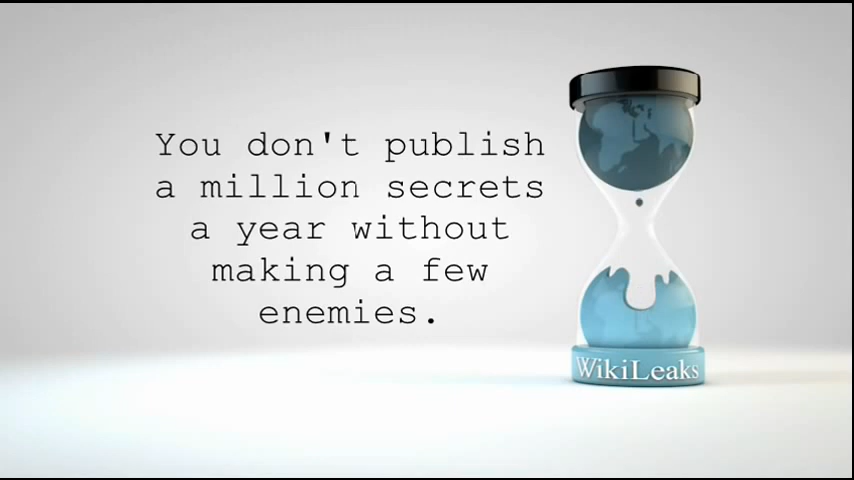 You don't publish
a million secrets
a year without
making a few
enemies.
WikiLeaks